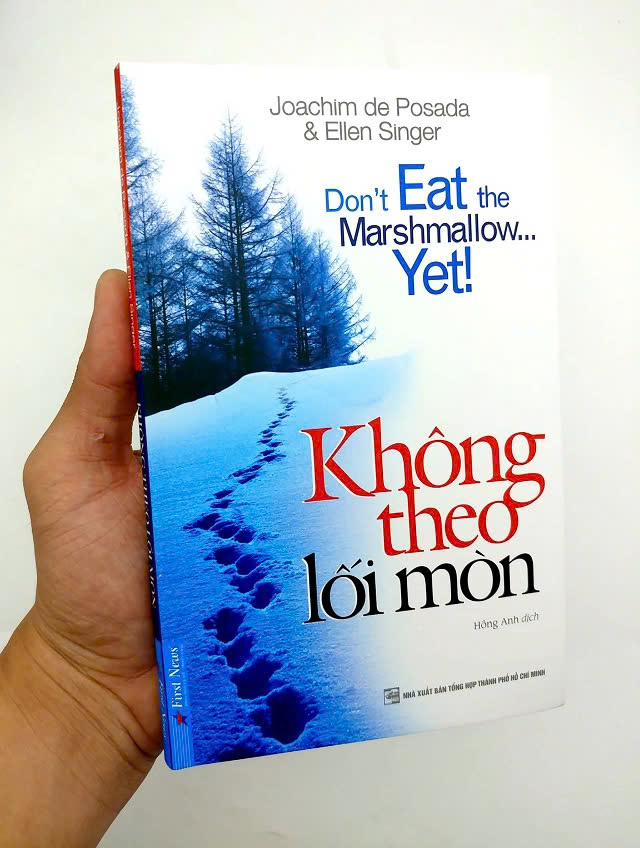 Joachim de Posada
& Ellen Singer
Don't Eat the
Marshmallow...
Yet!
Không
theo
lối mòn
Hồng Anh dịch
NHÀ XUẤT BẢN TỔNG HỢP THÀNH PHỐ HỒ CHÍ MINH
First News